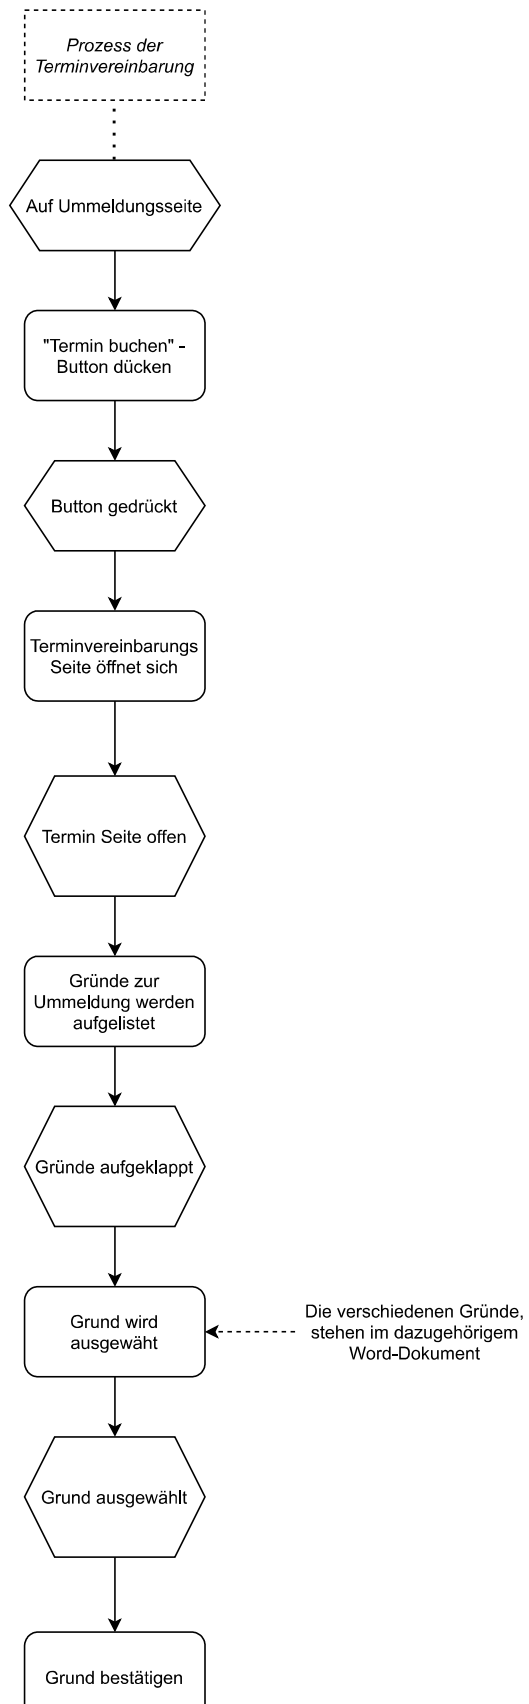 Prozess der
Terminvereinbarung
Auf Ummeldungsseite
"Termin buchen" -
Button dücken
Button gedrückt
Terminvereinbarungs
Seite öffnet sich
Termin Seite offen
Gründe zur
Ummeldung werden
aufgelistet
Gründe aufgeklappt
Grund wird
ausgewäht
Die verschiedenen Gründe,
stehen im dazugehörigem
Word-Dokument
Grund ausgewählt
Grund bestätigen